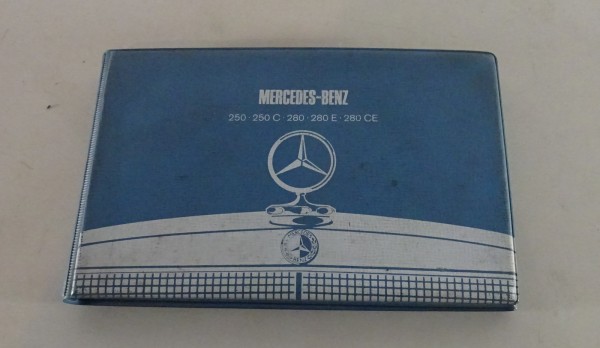 MERCEDES-BENZ
250 · 250 C · 280 · 280 E · 280 CE